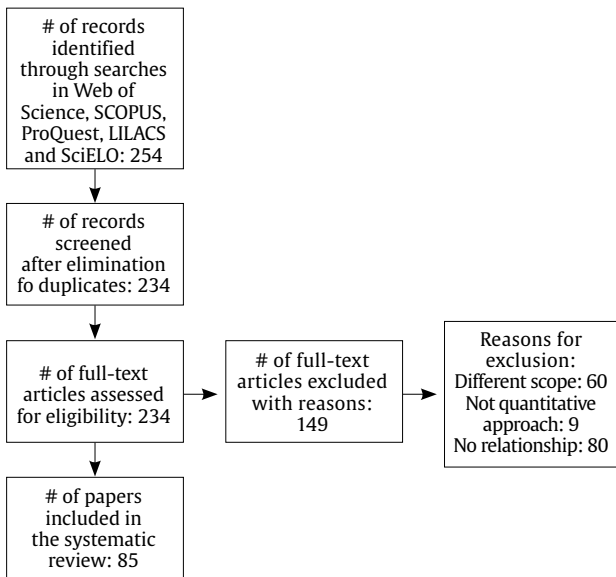 # of records
identified
through searches
in Web of
Science, SCOPUS,
ProQuest, LILACS
and SciELO: 254
# of records
screened
after elimination
fo duplicates: 234
# of full-text
articles assessed
for eligibility: 234
# of full-text
articles excluded
with reasons:
149
Reasons for
exclusion:
Different scope: 60
Not quantitative
approach: 9
No relationship: 80
# of papers
included in
the systematic
review: 85